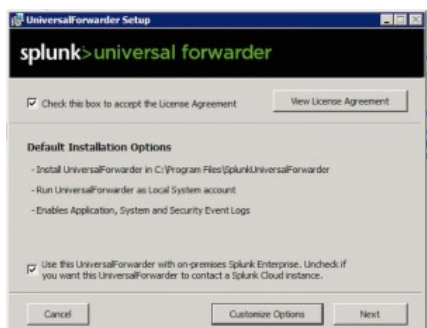 UniversalForwarder Setup
splunk>universal forwarder
Check this box to accept the License Agreement
View License Agreement
Default Installation Options
- Install UniversalForwarder in C:\Program Files\SplunkUniversalForwarder
- Run UniversalForwarder as Local System account
- Enables Application, System and Security Event Logs
Use this UniversalForwarder with on-premises Splunk Enterprise. Uncheck if
you want this UniversalForwarder to contact a Splunk Cloud instance.
Cancel
Customize Options
Next